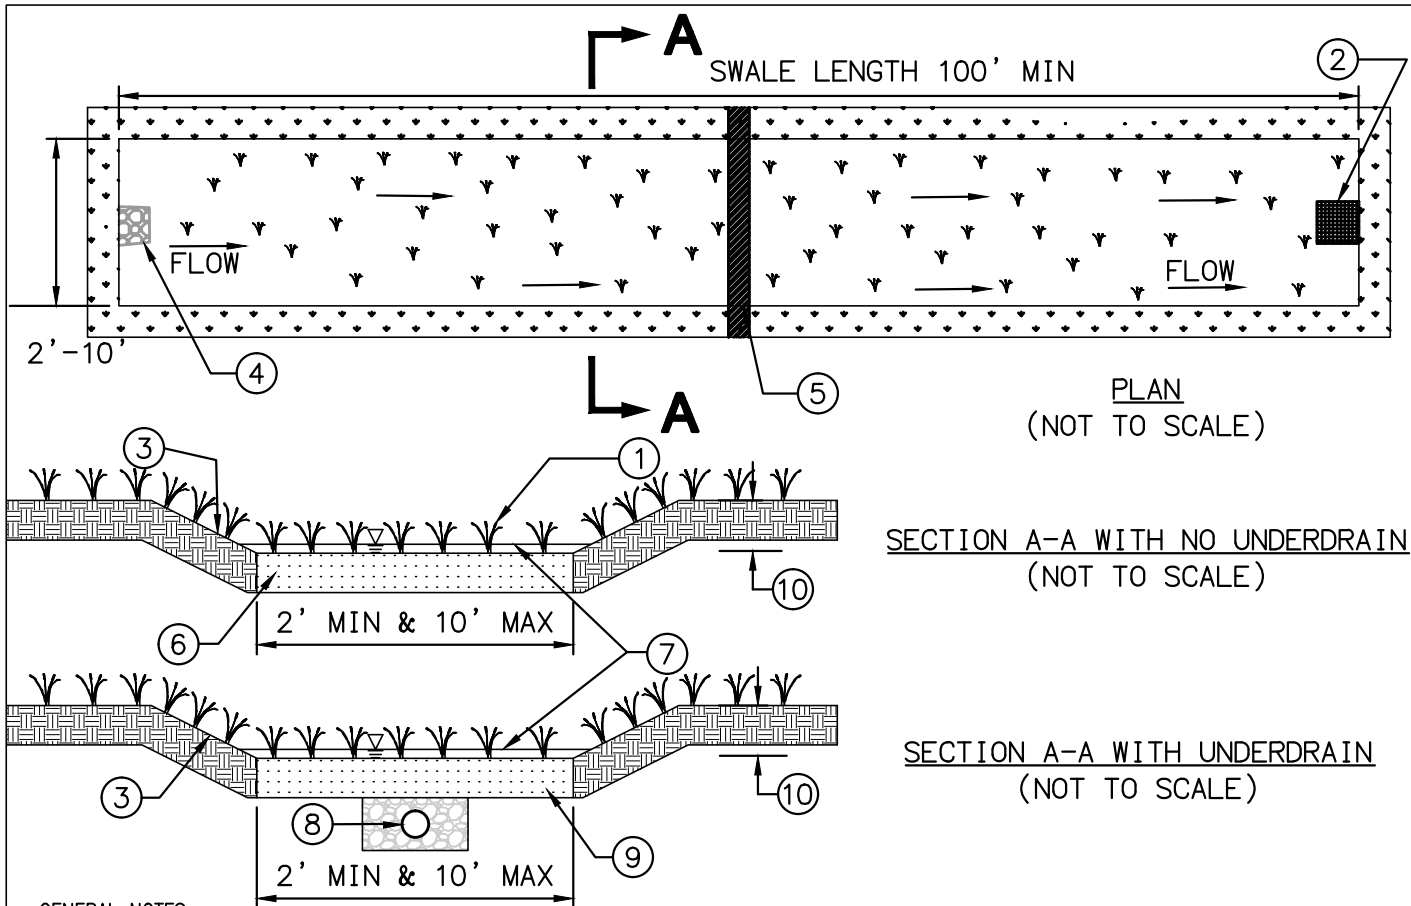 A
SWALE LENGTH 100' MIN
2
FLOW
FLOW
2'-10'
4
5
A
PLAN
(NOT TO SCALE)
3
1
SECTION A-A WITH NO UNDERDRAIN
(NOT TO SCALE)
10
2' MIN & 10' MAX
6
7
SECTION A-A WITH UNDERDRAIN
(NOT TO SCALE)
3
10
8
9
2' MIN & 10' MAX
GENERAL NOTES